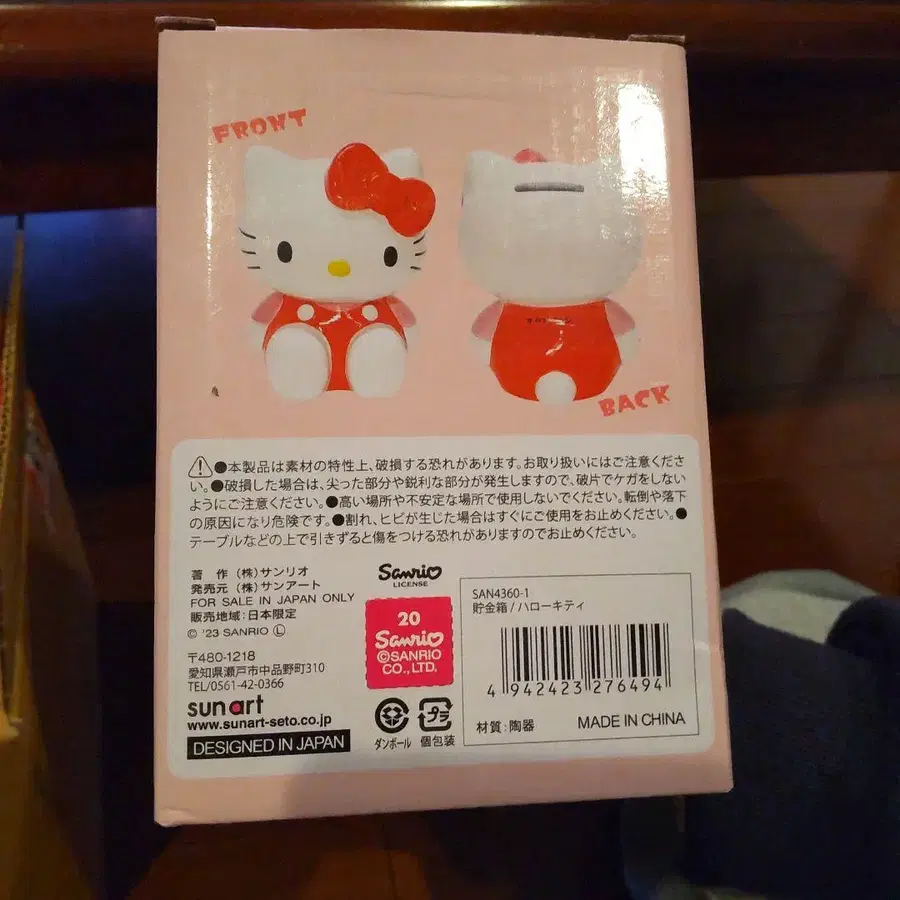 FRONT
BACK
●本製品は素材の特性上、破損する恐れがあります。お取り扱いにはご注意くださ
い。●破損した場合は、尖った部分や鋭利な部分が発生しますので、破片でケガをしない
ようにご注意ください。●高い場所や不安定な場所で使用しないでください。転倒や落下
の原因になり危険です。●割れ、ヒビが生じた場合はすぐにご使用をお止めください。●
テーブルなどの上で引きずると傷をつける恐れがありますのでお止めください。
著 作 (株)サンリオ
発売元 (株)サンアート
FOR SALE IN JAPAN ONLY
販売地域:日本限定
© '23 SANRIO Ⓛ
〒480-1218
愛知県瀬戸市中品野町310
TEL/0561-42-0366
sunart
www.sunart-seto.co.jp
DESIGNED IN JAPAN
Sanrio
LICENSE
20
Sanrio
©SANRIO
CO., LTD.
ダンボール
プラ
個包装
SAN4360-1
貯金箱/ハローキティ
4 942423 276494
材質:陶器
MADE IN CHINA